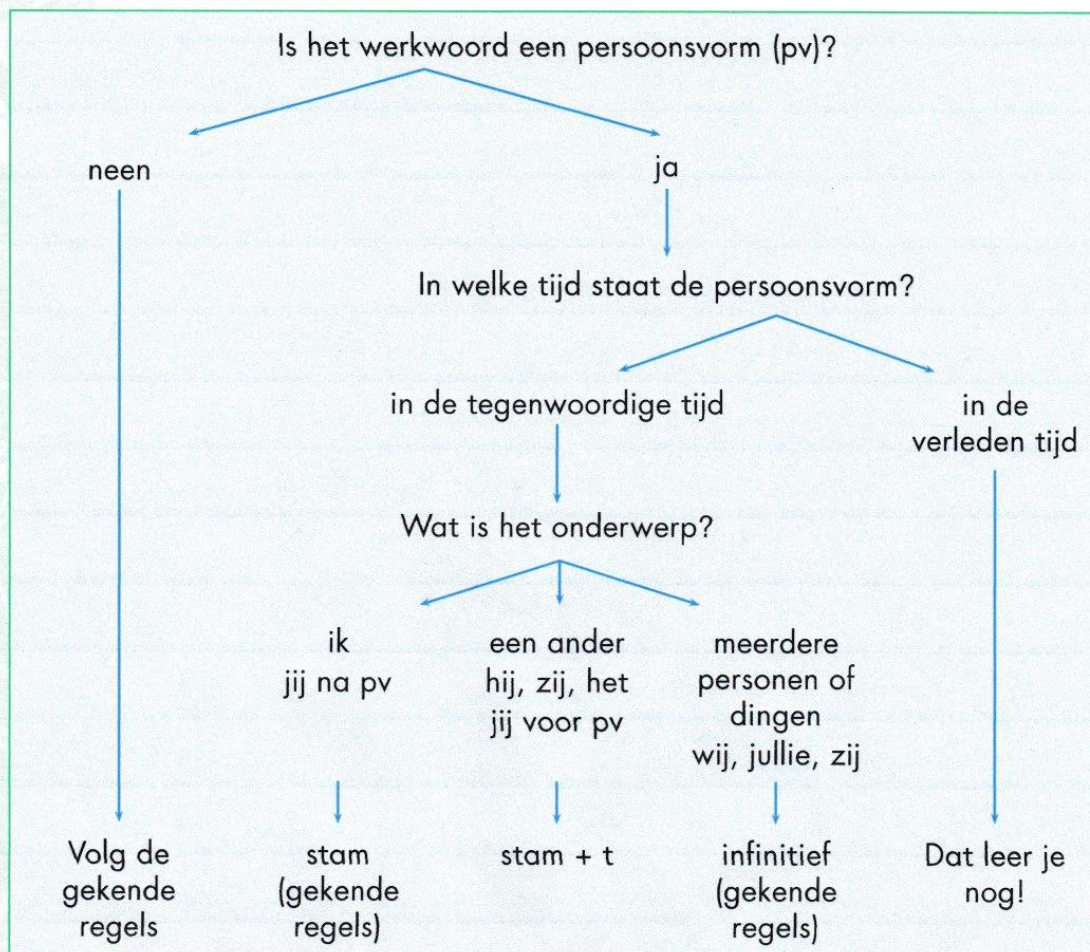 Is het werkwoord een persoonsvorm (pv)?
neen
ja
In welke tijd staat de persoonsvorm?
in de tegenwoordige tijd
in de
verleden tijd
Wat is het onderwerp?
ik
jij na pv
een ander
hij, zij, het
jij voor pv
meerdere
personen of
dingen
wij, jullie, zij
Volg de
gekende
regels
stam
(gekende
regels)
stam + t
infinitief
(gekende
regels)
Dat leer je
nog!